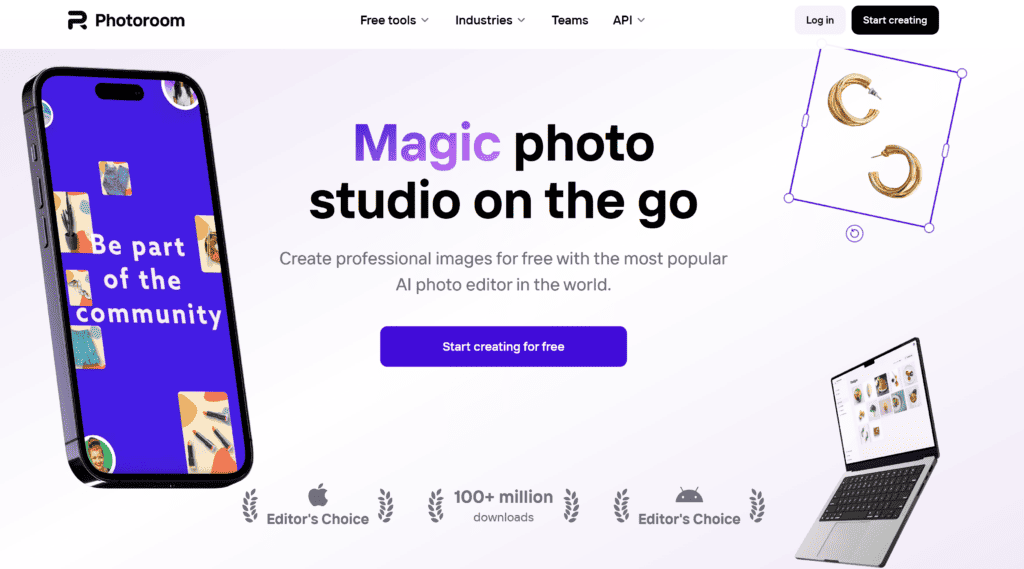 Photoroom
Free tools
Industries
Teams
API
Log in
Start creating
Magic photo
studio on the go
Create professional images for free with the most popular
AI photo editor in the world.
Start creating for free
Be part
of the
community
Editor's Choice
100+ million
downloads
Editor's Choice